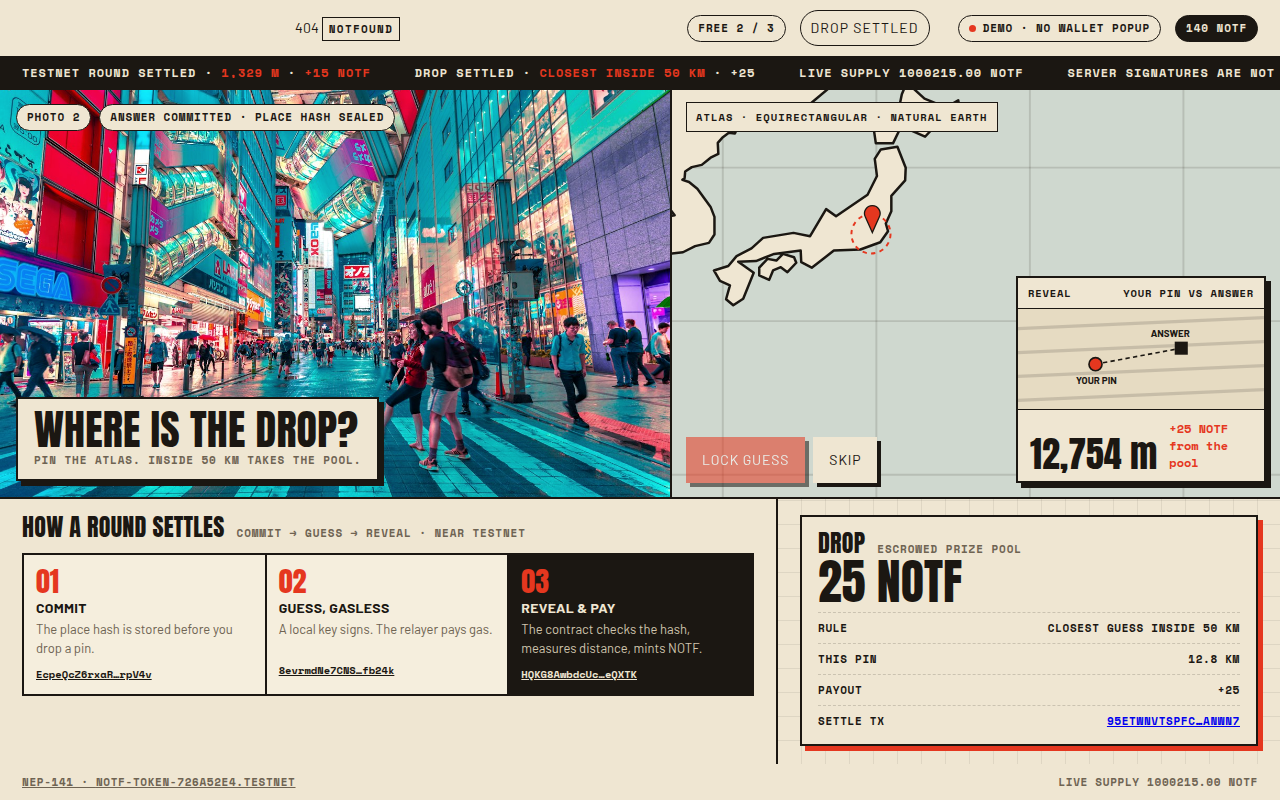 404 NOTFOUND
FREE 2 / 3
DROP SETTLED
DEMO · NO WALLET POPUP
140 NOTF
TESTNET ROUND SETTLED · 1,329 M · +15 NOTF
DROP SETTLED · CLOSEST INSIDE 50 KM · +25
LIVE SUPPLY 1000215.00 NOTF
SERVER SIGNATURES ARE NOT
PHOTO 2
ANSWER COMMITTED · PLACE HASH SEALED
SEGA
WHERE IS THE DROP?
PIN THE ATLAS. INSIDE 50 KM TAKES THE POOL.
ATLAS · EQUIRECTANGULAR · NATURAL EARTH
LOCK GUESS
SKIP
REVEAL
YOUR PIN VS ANSWER
ANSWER
YOUR PIN
12,754 m
+25 NOTF
from the
pool
HOW A ROUND SETTLES
COMMIT → GUESS → REVEAL · NEAR TESTNET
01
COMMIT
The place hash is stored before you
drop a pin.
EcpeQcZ6rxaR…rpV4v
02
GUESS, GASLESS
A local key signs. The relayer pays gas.
8evrmdNe7CNS…fb24k
03
REVEAL & PAY
The contract checks the hash,
measures distance, mints NOTF.
HQKG8AwbdcUc…eQXTK
DROP
ESCROWED PRIZE POOL
25 NOTF
RULE
CLOSEST GUESS INSIDE 50 KM
THIS PIN
12.8 KM
PAYOUT
+25
SETTLE TX
95ETWNVTSPFC…ANWN7
NEP-141 · NOTF-TOKEN-726A52E4.TESTNET
LIVE SUPPLY 1000215.00 NOTF